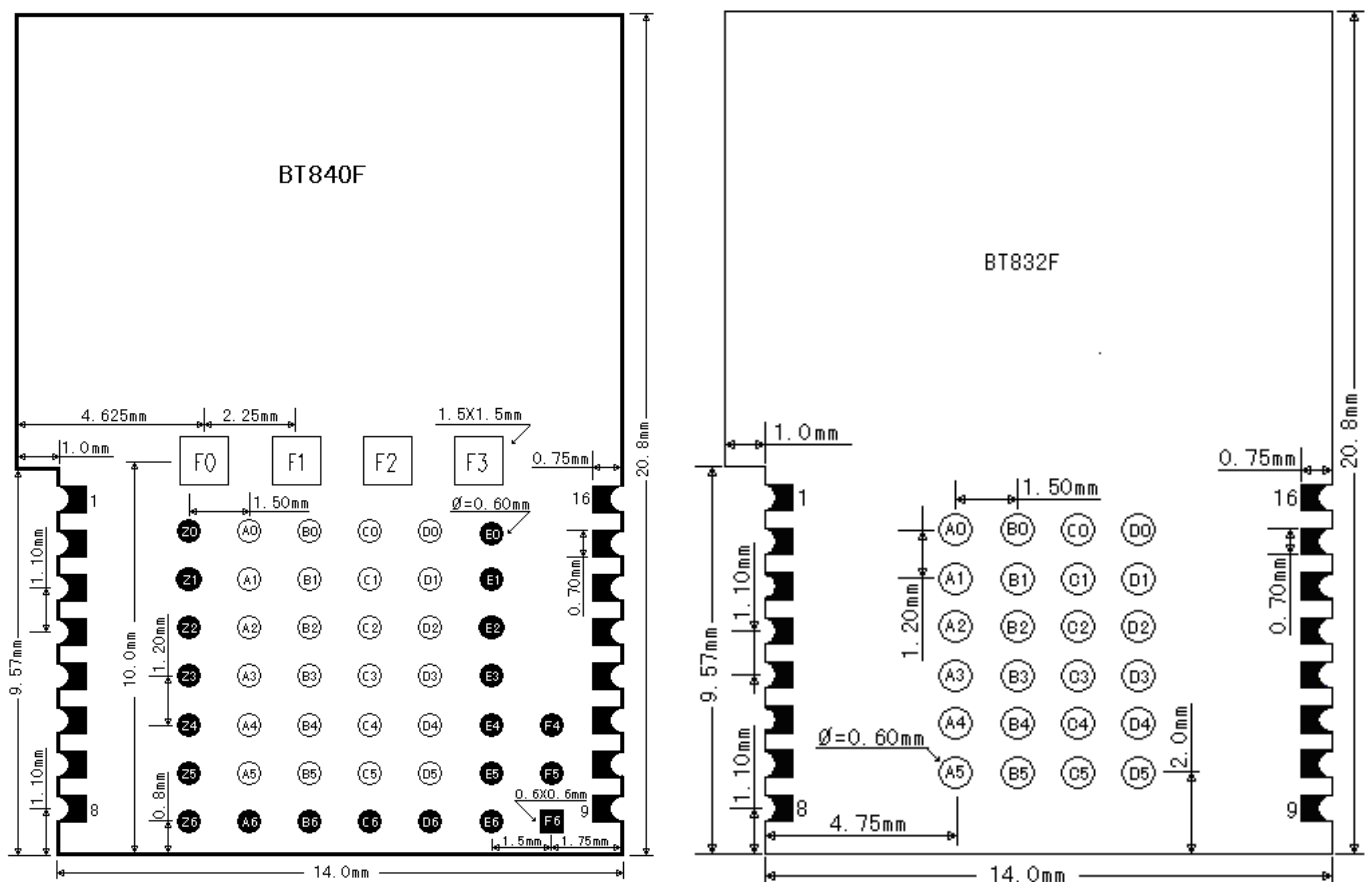 BT840F
4.625mm
2.25mm
1.5X1.5mm
1.0mm
F0 F1 F2 F3
0.75mm
20.8mm
1 16
1.50mm
Ø=0.60mm
Z0 A0 B0 C0 D0 E0
1.10mm
Z1 A1 B1 C1 D1 E1
0.70mm
Z2 A2 B2 C2 D2 E2
9.57mm
10.0mm
1.20mm
Z3 A3 B3 C3 D3 E3
Z4 A4 B4 C4 D4 E4 F4
Z5 A5 B5 C5 D5 E5 F5
1.10mm
0.8mm
0.6X0.6mm
8 9
Z6 A6 B6 C6 D6 E6 F6
1.5mm
1.75mm
14.0mm
BT832F
1.0mm
0.75mm
20.8mm
1 16
1.50mm
A0 B0 C0 D0
1.10mm
1.20mm
A1 B1 C1 D1
0.70mm
A2 B2 C2 D2
9.57mm
A3 B3 C3 D3
A4 B4 C4 D4
Ø=0.60mm
2.0mm
A5 B5 C5 D5
1.10mm
8 9
4.75mm
14.0mm